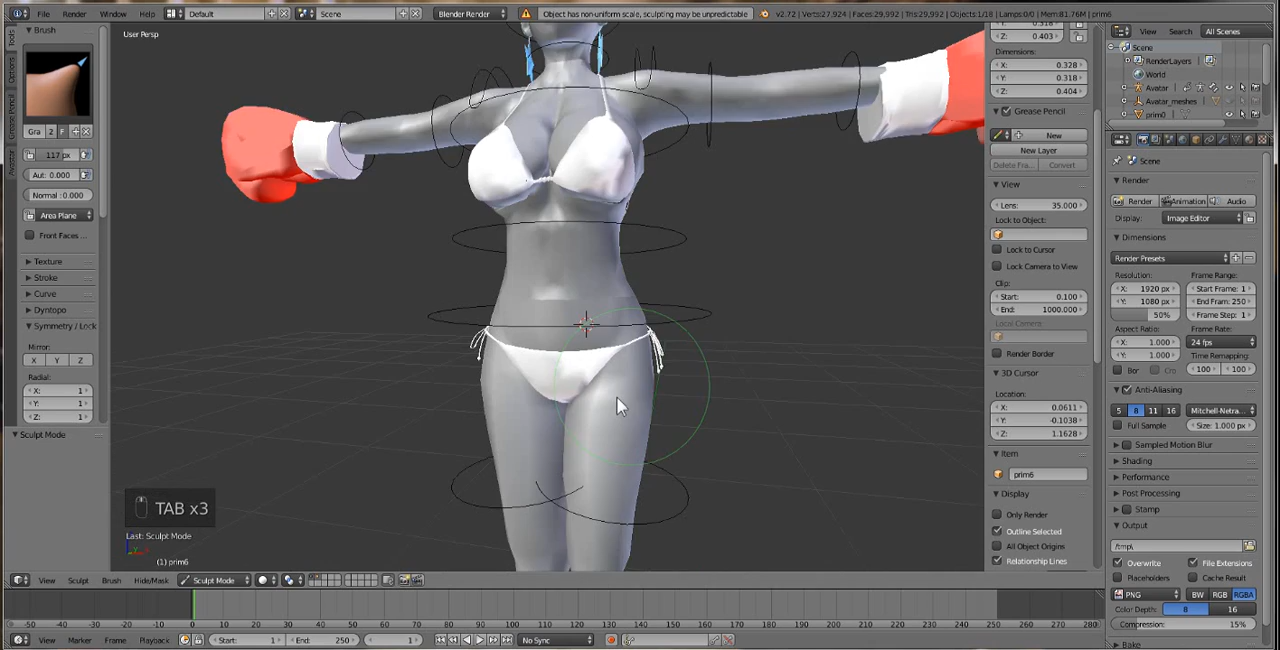 File Render Window Help Default Scene Blender Render Object has non-uniform scale, sculpting may be unpredictable v2.72 | Verts:27,924 | Faces:29,992 | Tris:29,992 | Objects:1/18 | Lamps:0/0 | Mem:81.76M | prim6
View Search All Scenes
User Persp
Tools
Options
Grease Pencil
Avastar
Brush
Gra 2 F
117 px
Aut: 0.000
Normal :0.000
Area Plane
Front Faces ...
Texture
Stroke
Curve
Dyntopo
Symmetry / Lock
Mirror:
X Y Z
Radial:
X: 1
Y: 1
Z: 1
Sculpt Mode
TAB x3
Last: Sculpt Mode
(1) prim6
Z: 0.403
Dimensions:
X: 0.328
Y: 0.318
Z: 0.404
Grease Pencil
New
New Layer
Delete Fra... Convert
View
Lens: 35.000
Lock to Object:
Lock to Cursor
Lock Camera to View
Clip:
Start: 0.100
End: 1000.000
Local Camera:
Render Border
3D Cursor
Location:
X: 0.0611
Y: -0.1038
Z: 1.1628
Item
prim6
Display
Only Render
Outline Selected
All Object Origins
Relationship Lines
Scene
RenderLayers
World
Avatar
Avatar_meshes
prim0
Scene
Render
Render Animation Audio
Display: Image Editor
Dimensions
Render Presets
Resolution: Frame Range:
X: 1920 px Start Frame: 1
Y: 1080 px End Fram: 250
50% Frame Step: 1
Aspect Ratio: Frame Rate:
X: 1.000 24 fps
Y: 1.000 Time Remapping:
Bor Cro 100 100
Anti-Aliasing
5 8 11 16 Mitchell-Netra...
Full Sample Size: 1.000 px
Sampled Motion Blur
Shading
Performance
Post Processing
Stamp
Output
/tmp\
Overwrite File Extensions
Placeholders Cache Result
PNG BW RGB RGBA
Color Depth: 8 16
Compression: 15%
Bake
View Sculpt Brush Hide/Mask Sculpt Mode
-50 -40 -30 -20 -10 0 10 20 30 40 50 60 70 80 90 100 110 120 130 140 150 160 170 180 190 200 210 220 230 240 250 260 270 280
View Marker Frame Playback Start: 1 End: 250 1 No Sync